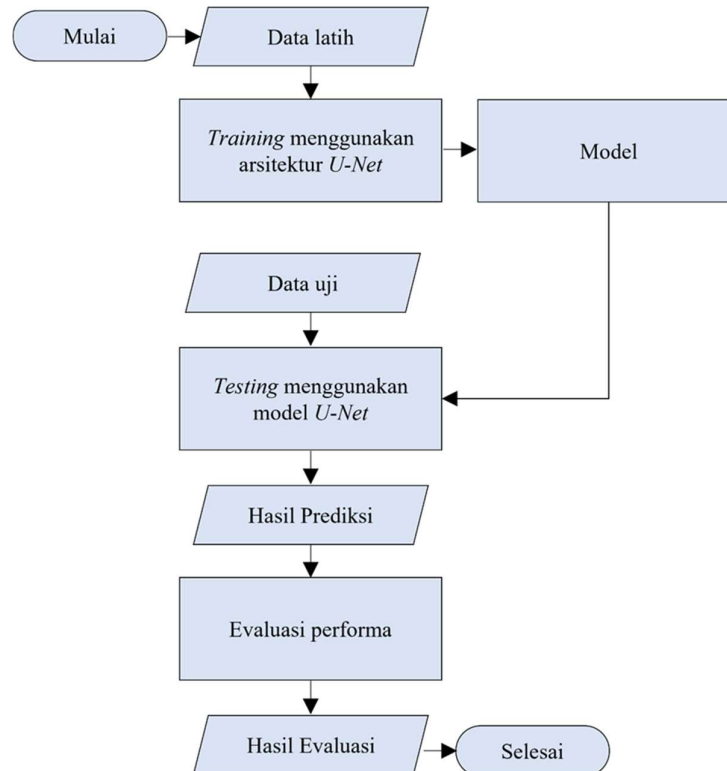 Mulai
Data latih
Training menggunakan
arsitektur U-Net
Model
Data uji
Testing menggunakan
model U-Net
Hasil Prediksi
Evaluasi performa
Hasil Evaluasi
Selesai